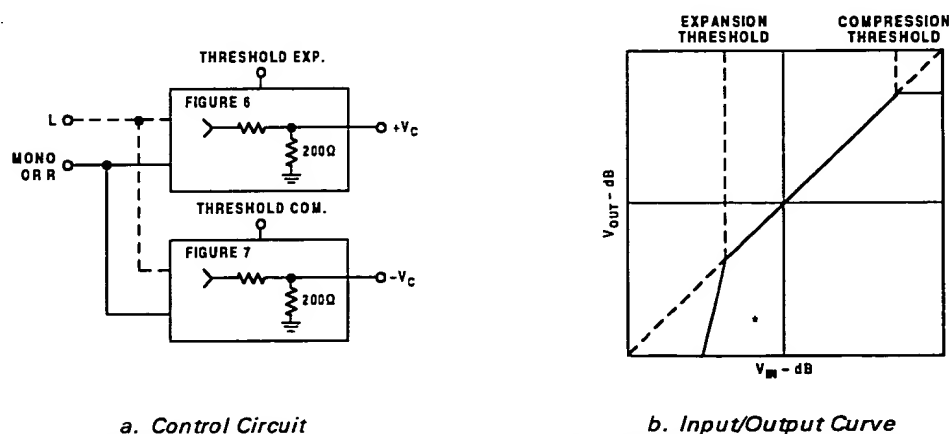 THRESHOLD EXP.
FIGURE 6
L
+VC
200Ω
MONO
OR R
THRESHOLD COM.
FIGURE 7
-VC
200Ω
a. Control Circuit
EXPANSION
THRESHOLD
COMPRESSION
THRESHOLD
VOUT - dB
VIN - dB
b. Input/Output Curve